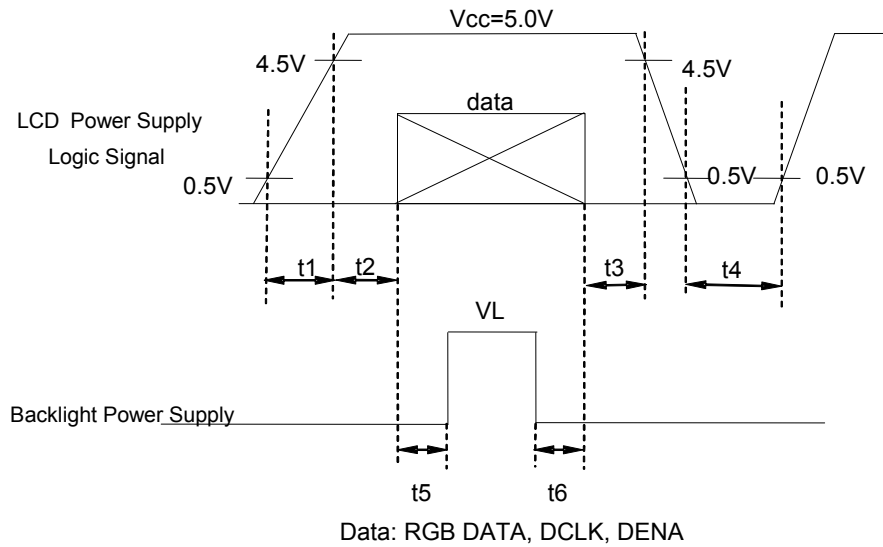 Vcc=5.0V
4.5V
4.5V
data
LCD Power Supply
Logic Signal
0.5V
0.5V
0.5V
t1
t2
t3
t4
VL
Backlight Power Supply
t5
t6
Data: RGB DATA, DCLK, DENA